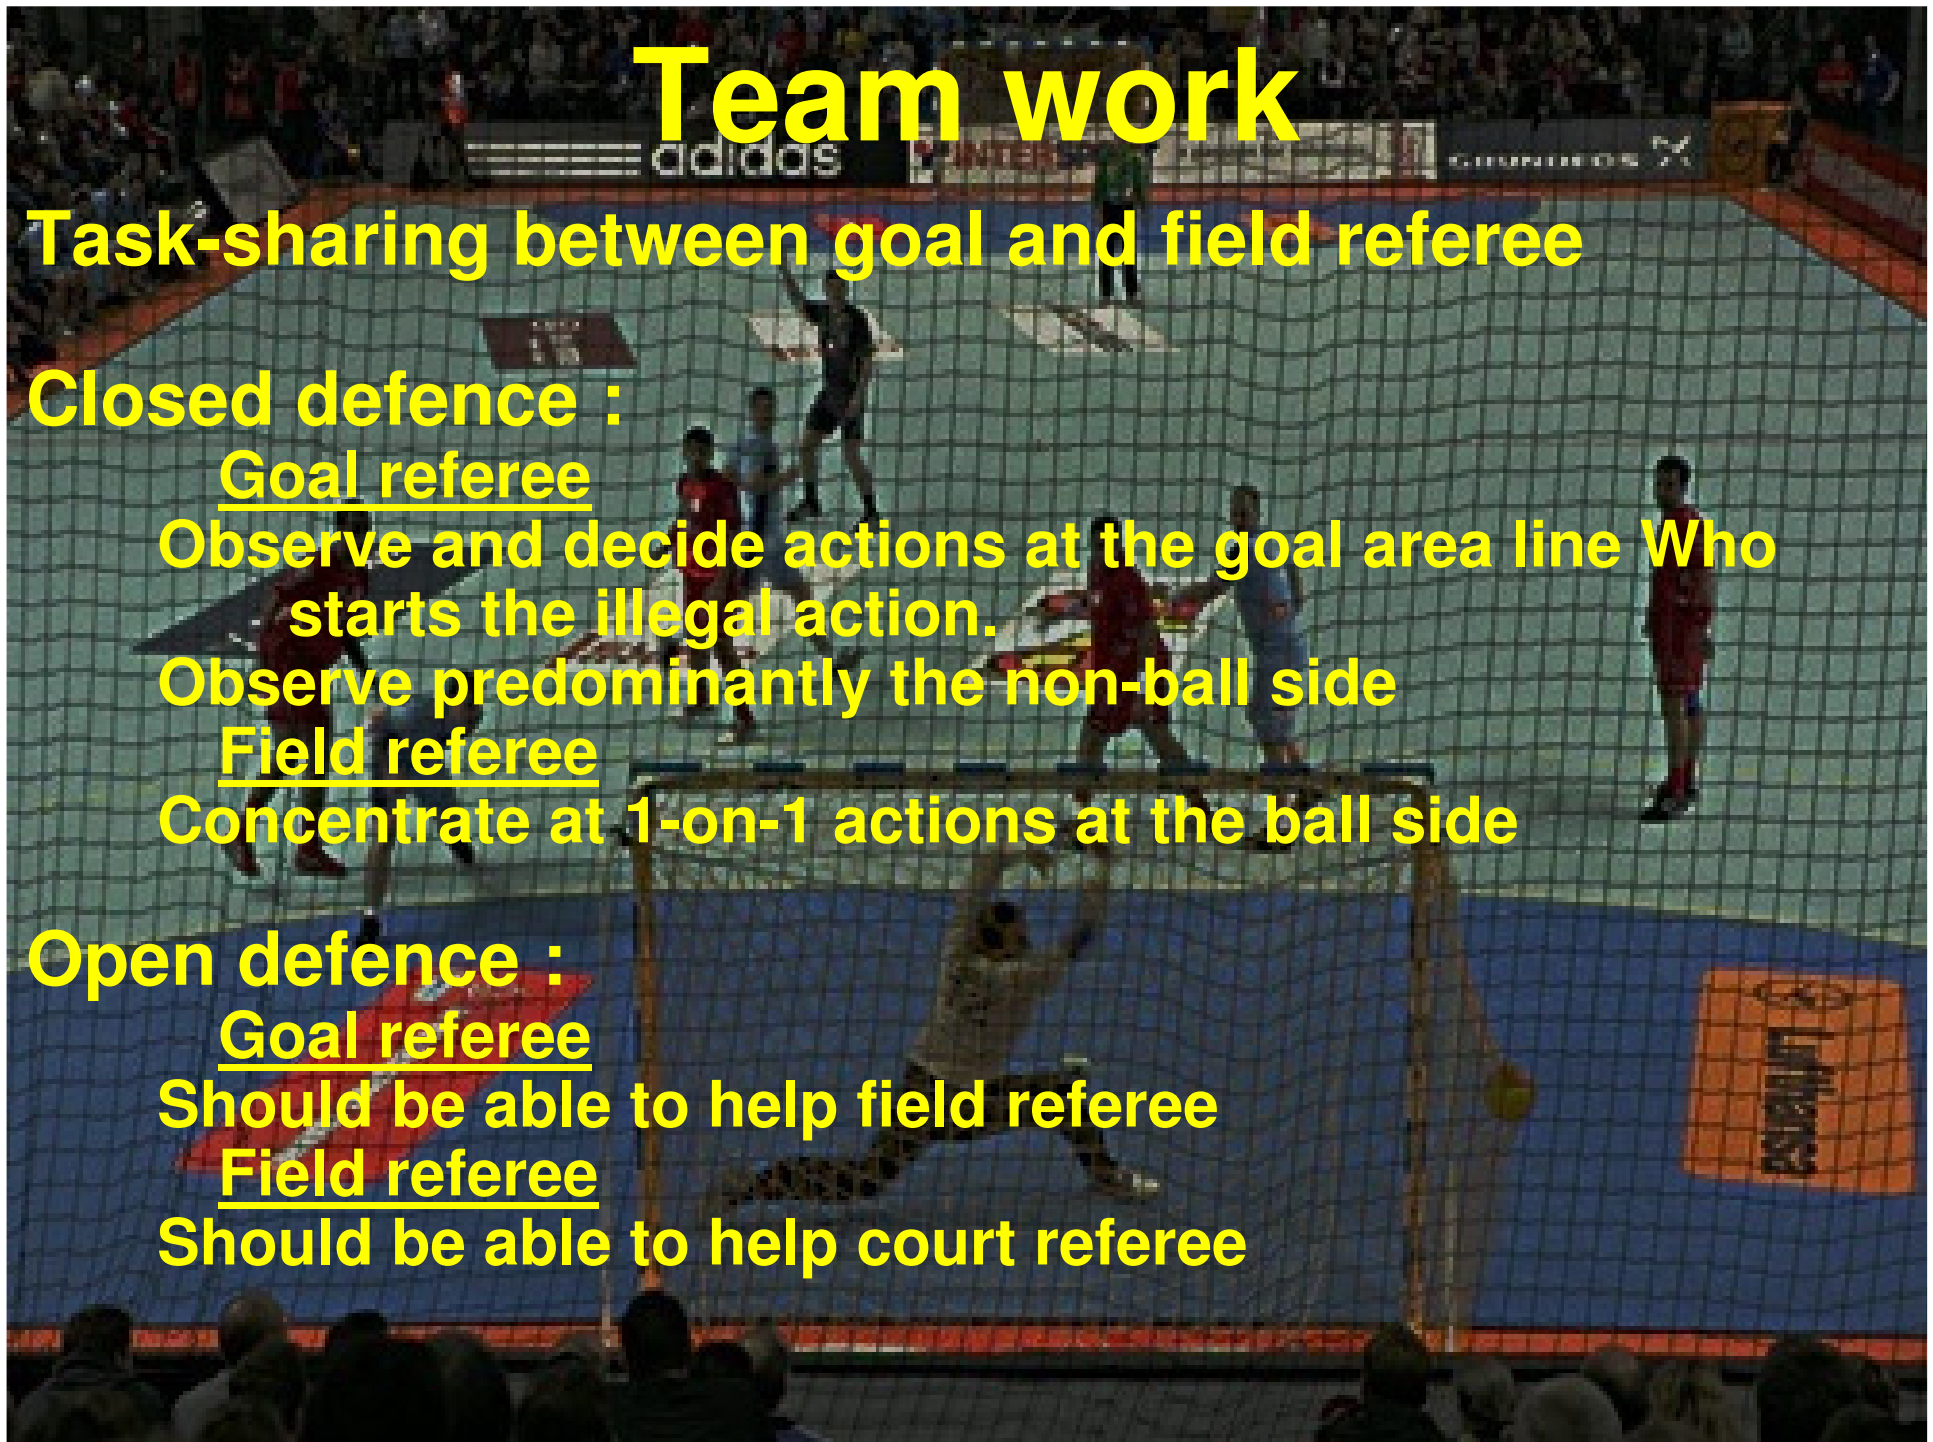 Team work
adidas
INTER
GRUNDFOS
Task-sharing between goal and field referee
Closed defence :
Goal referee
Observe and decide actions at the goal area line Who
starts the illegal action.
Observe predominantly the non-ball side
Field referee
Concentrate at 1-on-1 actions at the ball side
Open defence :
Goal referee
Should be able to help field referee
Field referee
Should be able to help court referee
Lufthansa